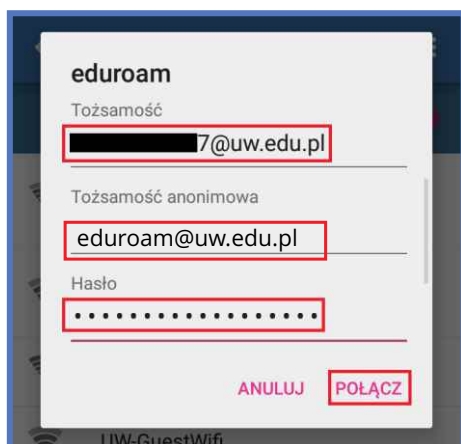 eduroam
Tożsamość
7@uw.edu.pl
Tożsamość anonimowa
eduroam@uw.edu.pl
Hasło
••••••••••••••••••
ANULUJ POŁĄCZ
UW-GuestWifi